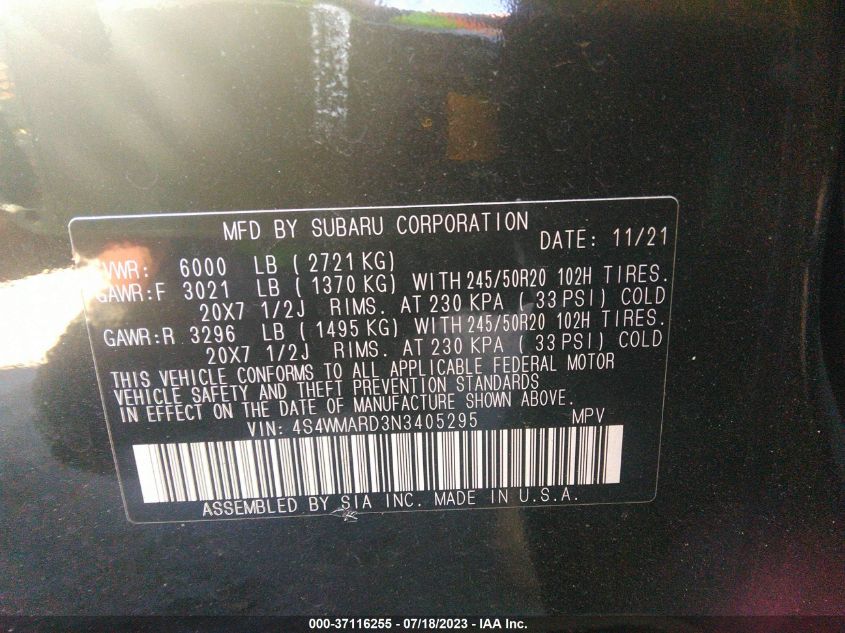 MFD BY SUBARU CORPORATION
DATE: 11/21
VWR: 6000 LB ( 2721 KG)
GAWR:F 3021 LB ( 1370 KG) WITH 245/50R20 102H TIRES.
20X7 1/2J RIMS. AT 230 KPA ( 33 PSI) COLD
GAWR:R 3296 LB ( 1495 KG) WITH 245/50R20 102H TIRES.
20X7 1/2J RIMS. AT 230 KPA ( 33 PSI) COLD
THIS VEHICLE CONFORMS TO ALL APPLICABLE FEDERAL MOTOR
VEHICLE SAFETY AND THEFT PREVENTION STANDARDS
IN EFFECT ON THE DATE OF MANUFACTURE SHOWN ABOVE.
VIN: 4S4WMARD3N3405295 MPV
ASSEMBLED BY SIA INC. MADE IN U.S.A.
000-37116255 - 07/18/2023 - IAA Inc.